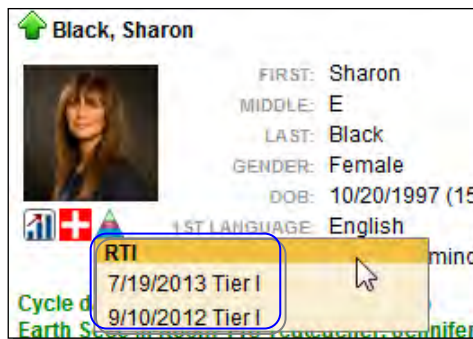 Black, Sharon
FIRST: Sharon
MIDDLE: E
LAST: Black
GENDER: Female
DOB: 10/20/1997 (15
1ST LANGUAGE: English
RTI
7/19/2013 Tier I
9/10/2012 Tier I
Cycle d
Earth